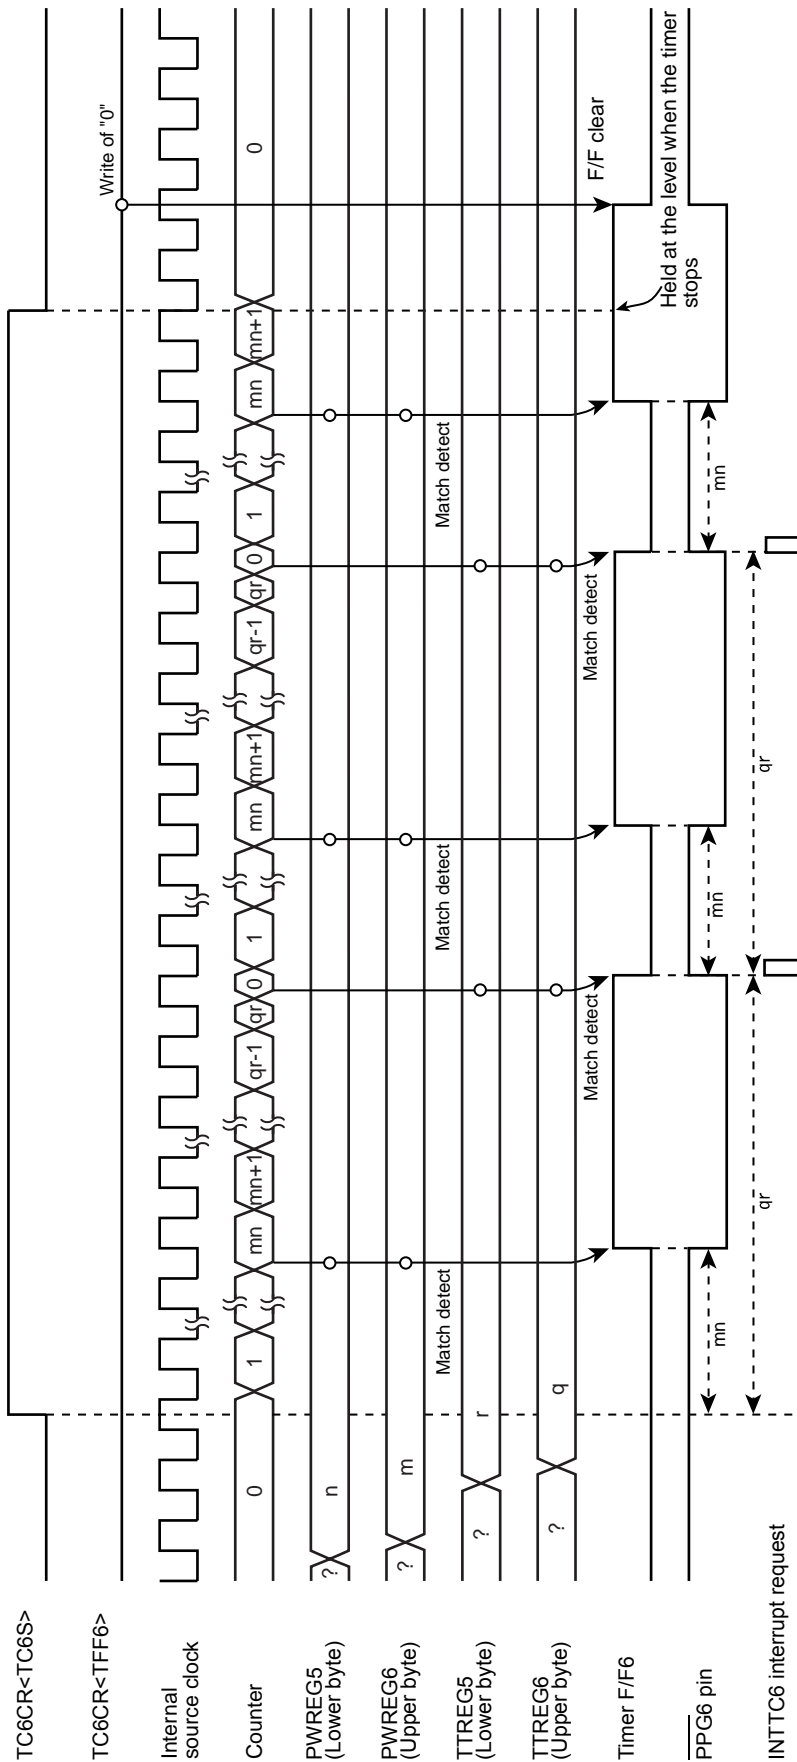 TC6CR<TC6S>
TC6CR<TFF6>
Write of "0"
Internal
source clock
Counter
0
1
mn
mn+1
qr-1
qr
0
1
mn
mn+1
qr-1
qr
0
1
mn
mn+1
0
PWREG5
(Lower byte)
?
n
PWREG6
(Upper byte)
?
m
Match detect
Match detect
Match detect
TTREG5
(Lower byte)
?
r
TTREG6
(Upper byte)
?
q
Match detect
Match detect
F/F clear
Timer F/F6
Held at the level when the timer
stops
PPG6 pin
mn
mn
mn
qr
qr
INTTC6 interrupt request